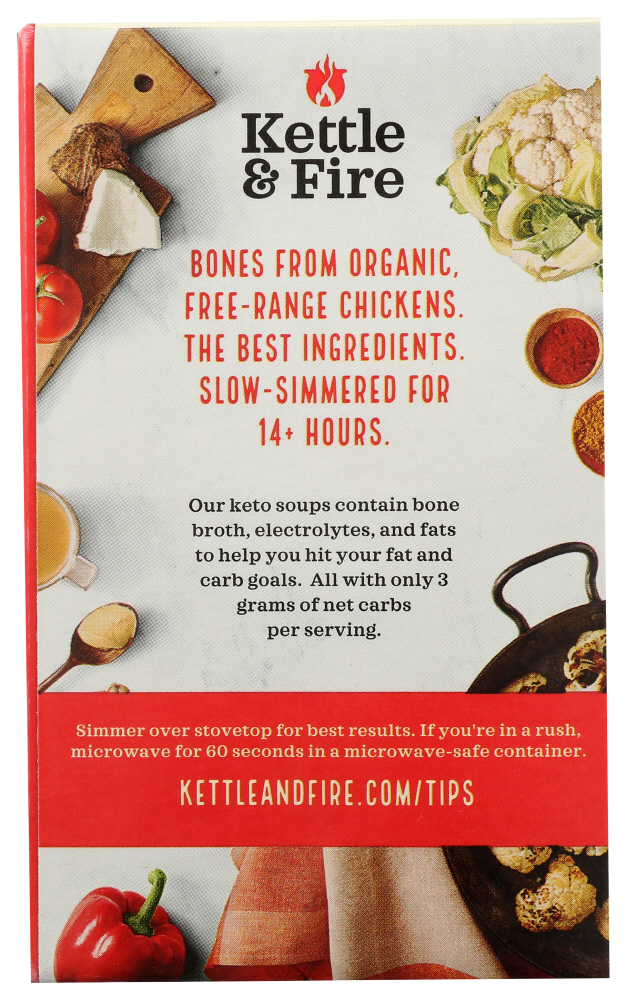 Kettle
& Fire
BONES FROM ORGANIC,
FREE-RANGE CHICKENS.
THE BEST INGREDIENTS.
SLOW-SIMMERED FOR
14+ HOURS.
Our keto soups contain bone
broth, electrolytes, and fats
to help you hit your fat and
carb goals. All with only 3
grams of net carbs
per serving.
Simmer over stovetop for best results. If you're in a rush,
microwave for 60 seconds in a microwave-safe container.
KETTLEANDFIRE.COM/TIPS